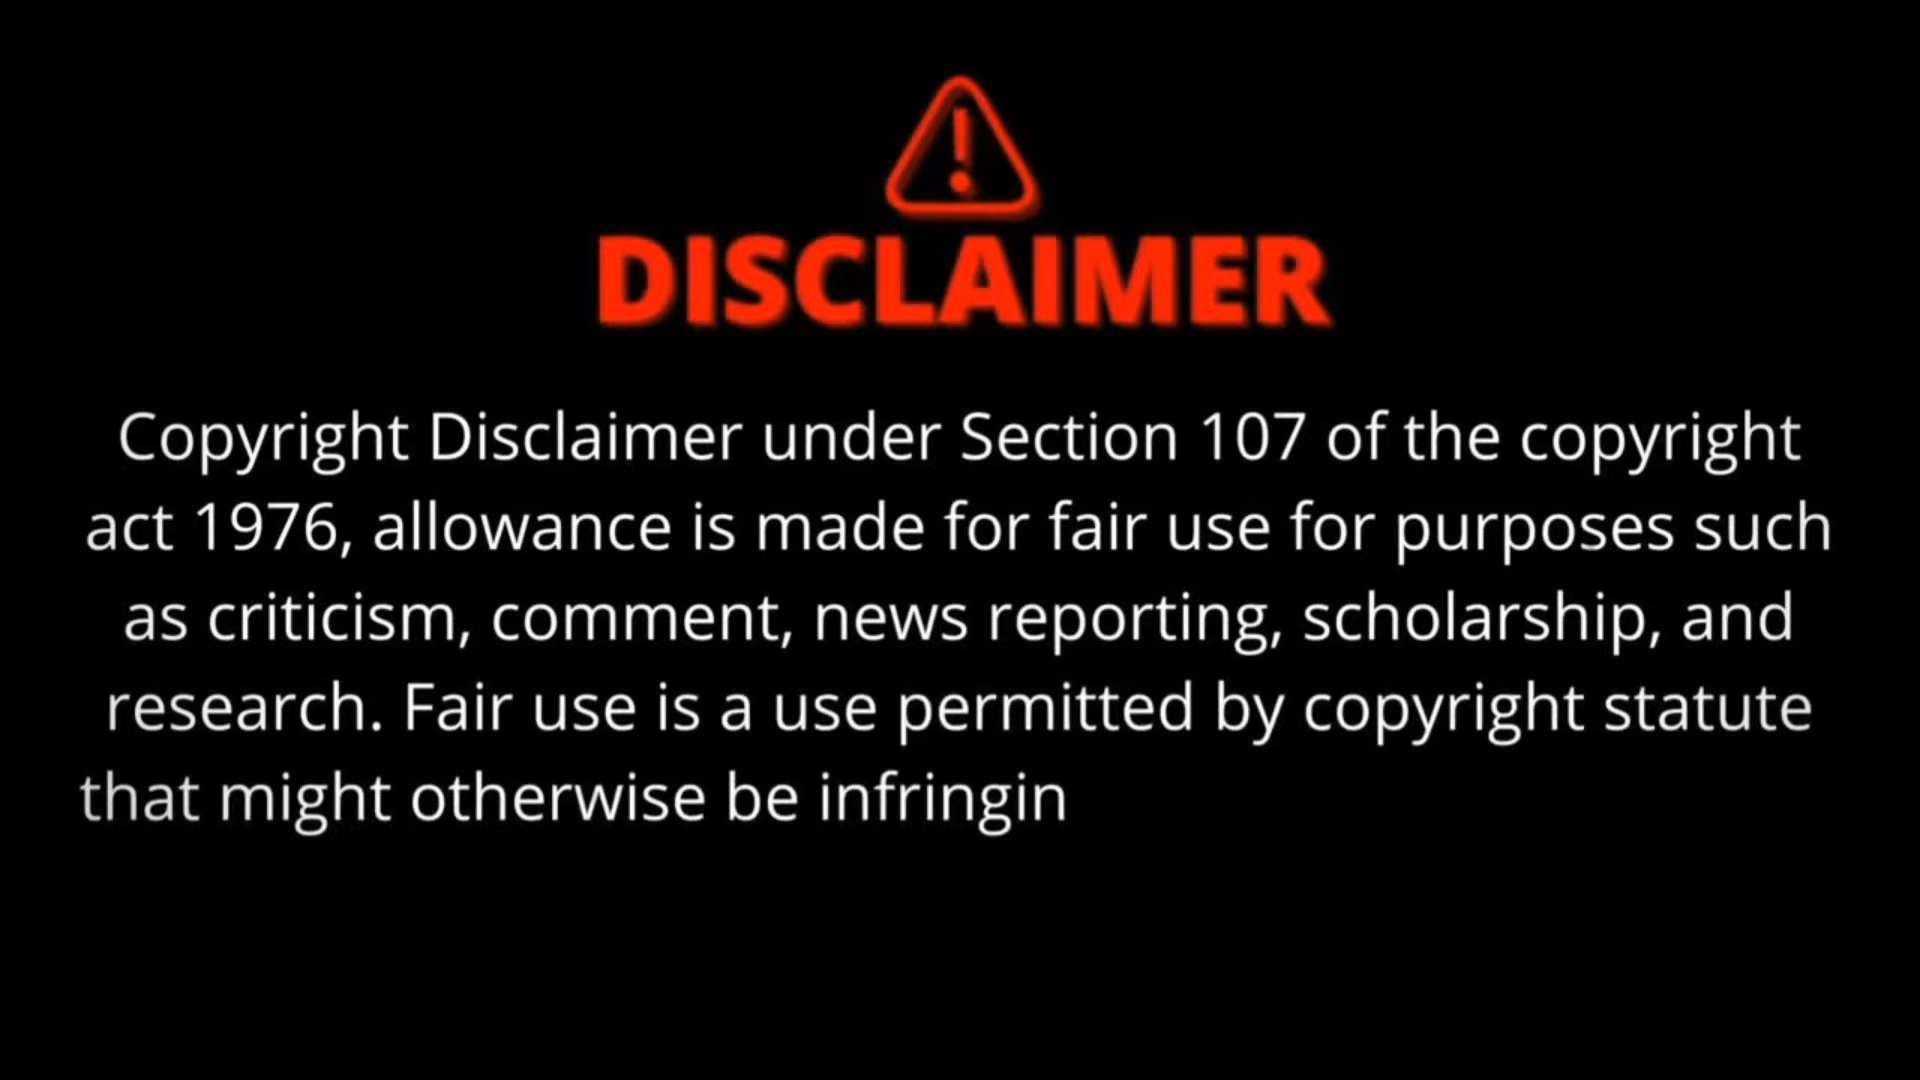 DISCLAIMER
Copyright Disclaimer under Section 107 of the copyright
act 1976, allowance is made for fair use for purposes such
as criticism, comment, news reporting, scholarship, and
research. Fair use is a use permitted by copyright statute
that might otherwise be infringin